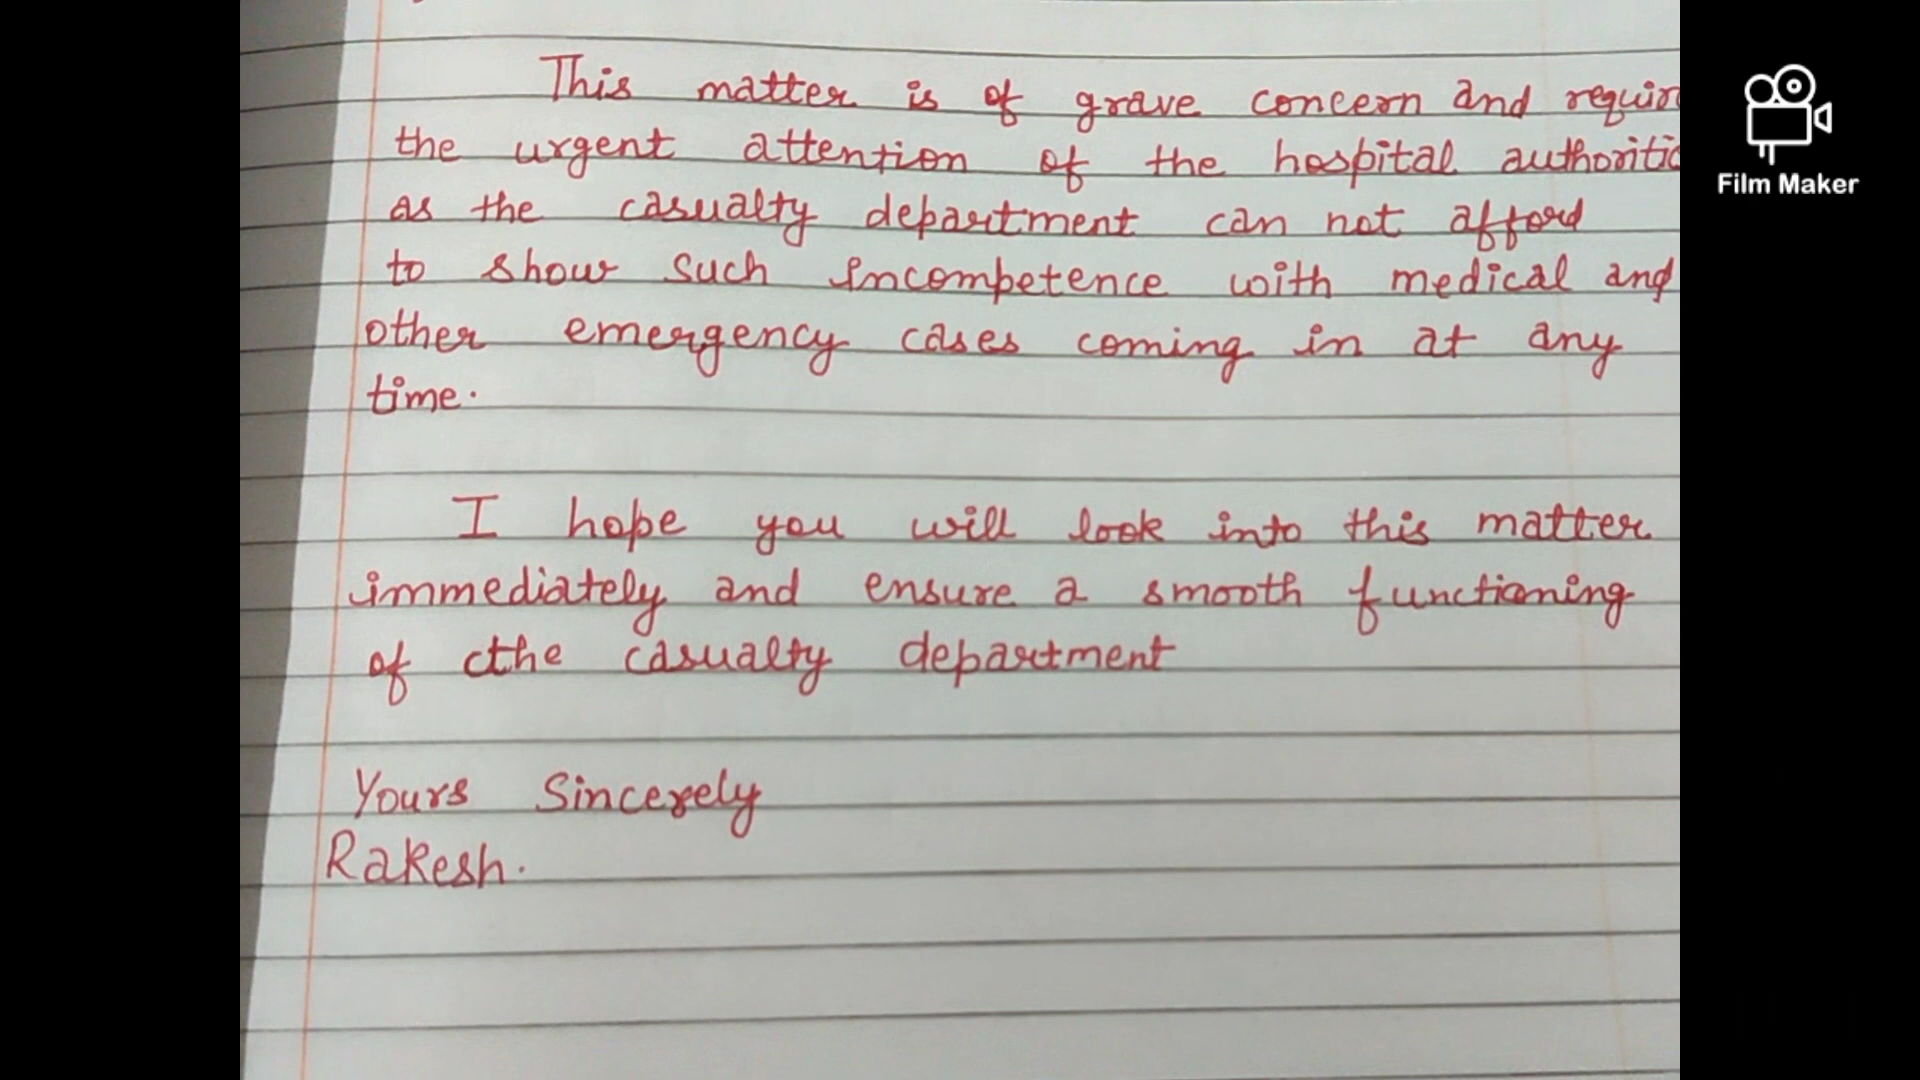 This matter is of grave concern and requir
the urgent attention of the hospital authoritie
as the casualty department can not afford
to show such incompetence with medical and
other emergency cases coming in at any
time.
I hope you will look into this matter
immediately and ensure a smooth functioning
of cthe casualty department
Yours Sincerely
Rakesh.
Film Maker